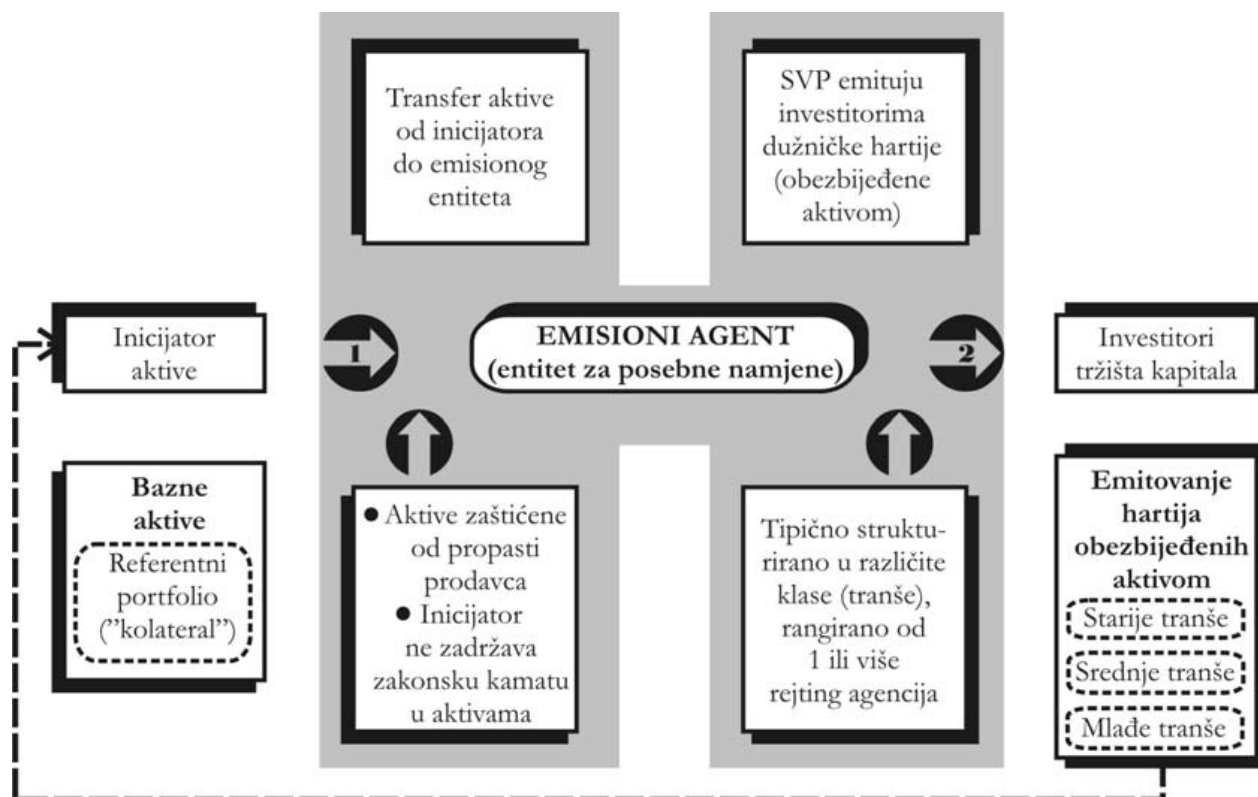 Transfer aktive
od inicijatora
do emisionog
entiteta
SVP emituju
investitorima
dužničke hartije
(obezbijeđene
aktivom)
Inicijator
aktive
1
EMISIONI AGENT
(entitet za posebne namjene)
2
Investitori
tržišta kapitala
Bazne
aktive
Referentni
portfolio
(”kolateral”)
● Aktive zaštićene
od propasti
prodavca
● Inicijator
ne zadržava
zakonsku kamatu
u aktivama
Tipično struktu-
rirano u različite
klase (tranše),
rangirano od
1 ili više
rejting agencija
Emitovanje
hartija
obezbijeđenih
aktivom
Starije tranše
Srednje tranše
Mlađe tranše